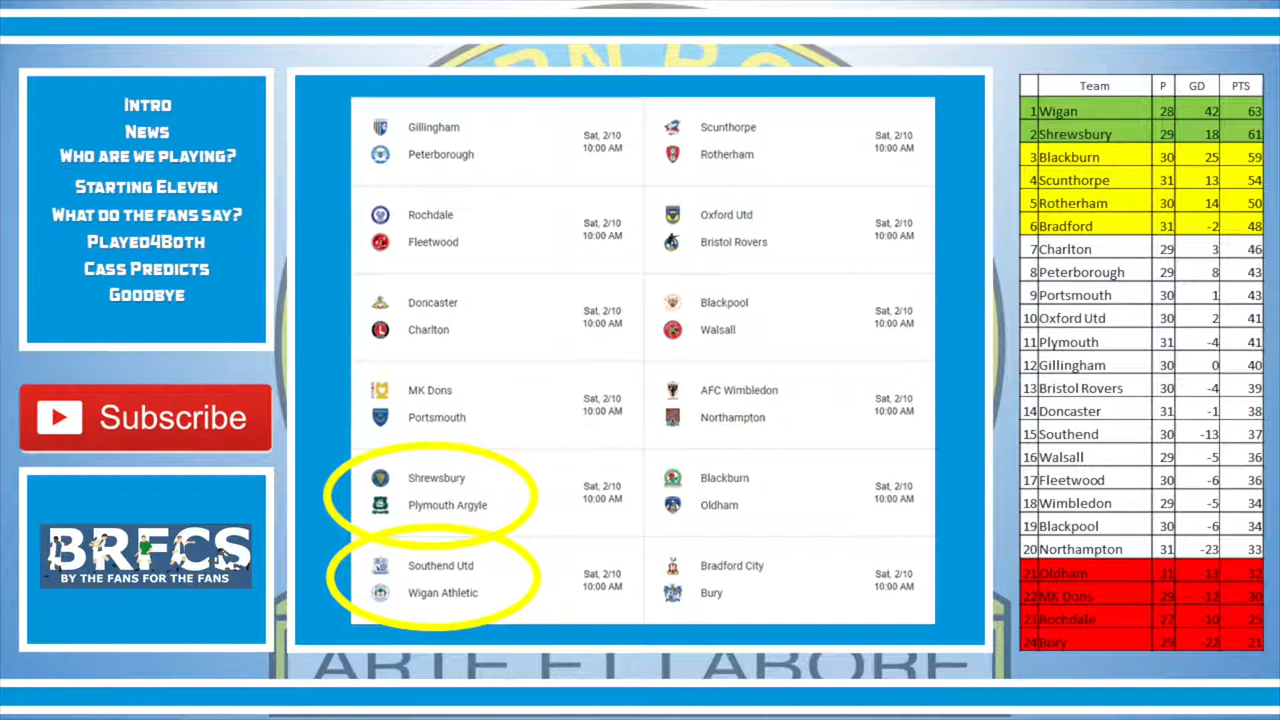 INTRO
NEWS
WHO ARE WE PLAYING?
STARTING ELEVEN
WHAT DO THE FANS SAY?
PLAYED4BOTH
CASS PREDICTS
GOODBYE
Subscribe
BRFCS
BY THE FANS FOR THE FANS
Gillingham
Peterborough
Sat, 2/10
10:00 AM
Scunthorpe
Rotherham
Sat, 2/10
10:00 AM
Rochdale
Fleetwood
Sat, 2/10
10:00 AM
Oxford Utd
Bristol Rovers
Sat, 2/10
10:00 AM
Doncaster
Charlton
Sat, 2/10
10:00 AM
Blackpool
Walsall
Sat, 2/10
10:00 AM
MK Dons
Portsmouth
Sat, 2/10
10:00 AM
AFC Wimbledon
Northampton
Sat, 2/10
10:00 AM
Shrewsbury
Plymouth Argyle
Sat, 2/10
10:00 AM
Blackburn
Oldham
Sat, 2/10
10:00 AM
Southend Utd
Wigan Athletic
Sat, 2/10
10:00 AM
Bradford City
Bury
Sat, 2/10
10:00 AM
ARTE ET LABORE
Team P GD PTS
1 Wigan 28 42 63
2 Shrewsbury 29 18 61
3 Blackburn 30 25 59
4 Scunthorpe 31 13 54
5 Rotherham 30 14 50
6 Bradford 31 -2 48
7 Charlton 29 3 46
8 Peterborough 29 8 43
9 Portsmouth 30 1 43
10 Oxford Utd 30 2 41
11 Plymouth 31 -4 41
12 Gillingham 30 0 40
13 Bristol Rovers 30 -4 39
14 Doncaster 31 -1 38
15 Southend 30 -13 37
16 Walsall 29 -5 36
17 Fleetwood 30 -6 36
18 Wimbledon 29 -5 34
19 Blackpool 30 -6 34
20 Northampton 31 -23 33
21 Oldham 31 -13 32
22 MK Dons 29 -12 30
23 Rochdale 27 -10 25
24 Bury 29 -22 21